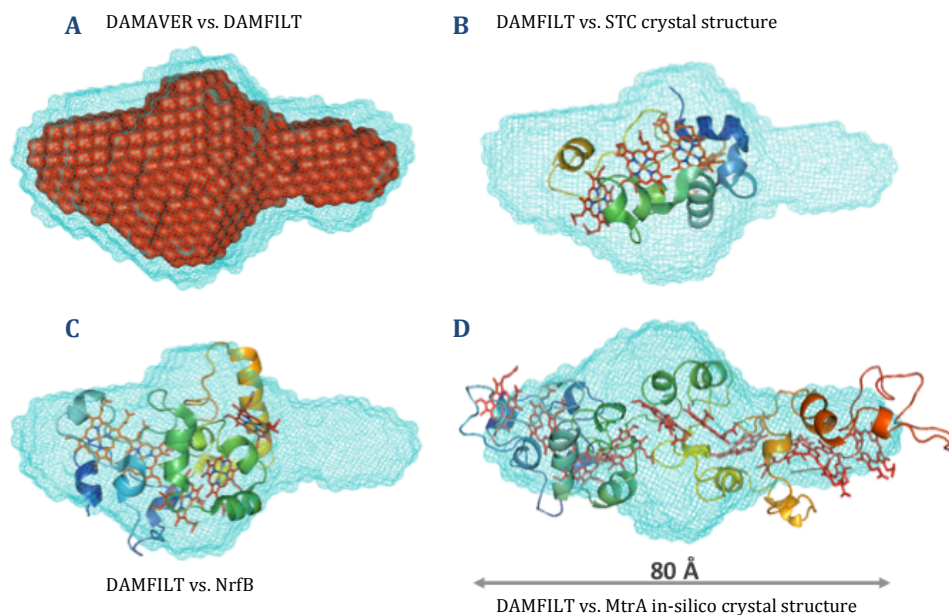 A DAMAVER vs. DAMFILT
B DAMFILT vs. STC crystal structure
C
DAMFILT vs. NrfB
D
80 Å
DAMFILT vs. MtrA in-silico crystal structure